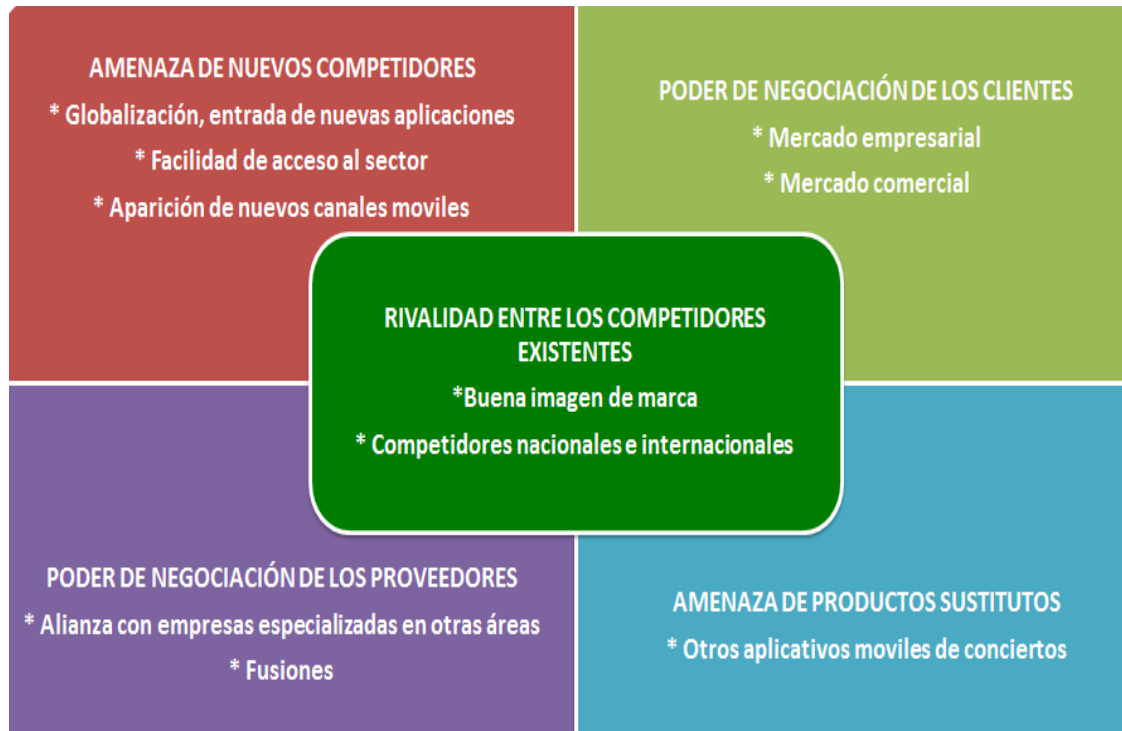 AMENAZA DE NUEVOS COMPETIDORES
* Globalización, entrada de nuevas aplicaciones
* Facilidad de acceso al sector
* Aparición de nuevos canales moviles
PODER DE NEGOCIACIÓN DE LOS CLIENTES
* Mercado empresarial
* Mercado comercial
RIVALIDAD ENTRE LOS COMPETIDORES
EXISTENTES
*Buena imagen de marca
* Competidores nacionales e internacionales
PODER DE NEGOCIACIÓN DE LOS PROVEEDORES
* Alianza con empresas especializadas en otras áreas
* Fusiones
AMENAZA DE PRODUCTOS SUSTITUTOS
* Otros aplicativos moviles de conciertos